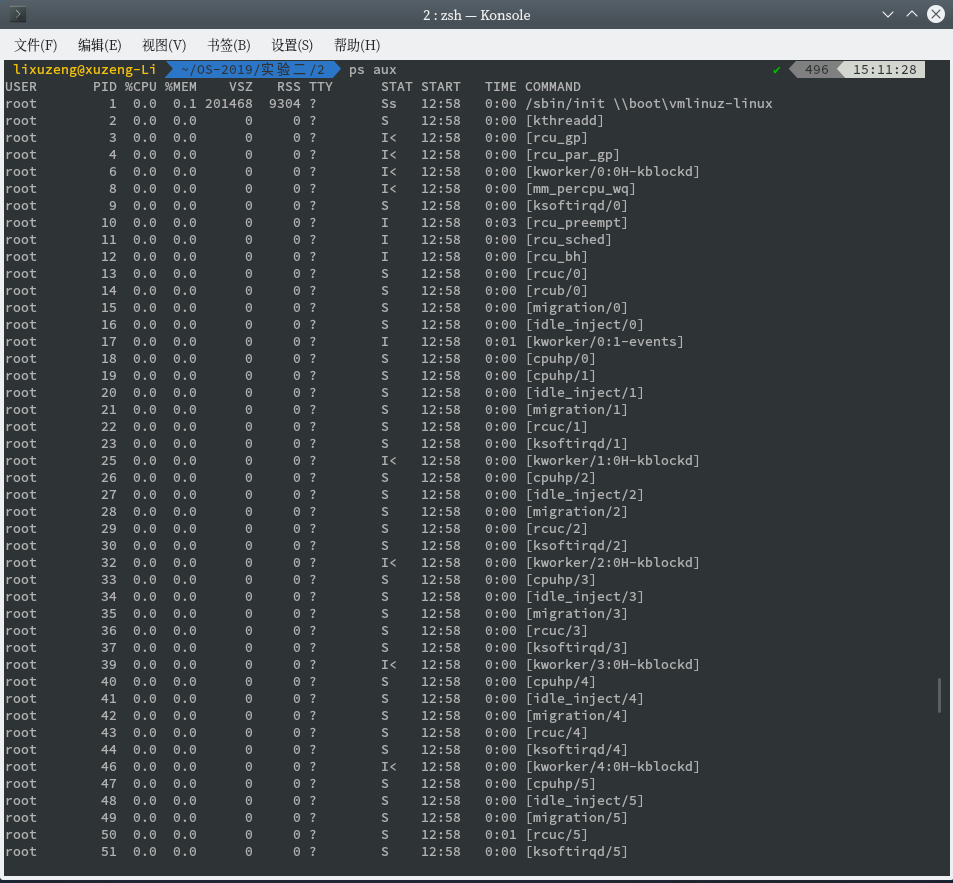 2 : zsh — Konsole
文件(F) 编辑(E) 视图(V) 书签(B) 设置(S) 帮助(H)
lixuzeng@xuzeng-Li ~/OS-2019/实验二/2 ps aux ✔ 496 15:11:28
USER PID %CPU %MEM VSZ RSS TTY STAT START TIME COMMAND
root 1 0.0 0.1 201468 9304 ? Ss 12:58 0:00 /sbin/init \\boot\vmlinuz-linux
root 2 0.0 0.0 0 0 ? S 12:58 0:00 [kthreadd]
root 3 0.0 0.0 0 0 ? I< 12:58 0:00 [rcu_gp]
root 4 0.0 0.0 0 0 ? I< 12:58 0:00 [rcu_par_gp]
root 6 0.0 0.0 0 0 ? I< 12:58 0:00 [kworker/0:0H-kblockd]
root 8 0.0 0.0 0 0 ? I< 12:58 0:00 [mm_percpu_wq]
root 9 0.0 0.0 0 0 ? S 12:58 0:00 [ksoftirqd/0]
root 10 0.0 0.0 0 0 ? I 12:58 0:03 [rcu_preempt]
root 11 0.0 0.0 0 0 ? I 12:58 0:00 [rcu_sched]
root 12 0.0 0.0 0 0 ? I 12:58 0:00 [rcu_bh]
root 13 0.0 0.0 0 0 ? S 12:58 0:00 [rcuc/0]
root 14 0.0 0.0 0 0 ? S 12:58 0:00 [rcub/0]
root 15 0.0 0.0 0 0 ? S 12:58 0:00 [migration/0]
root 16 0.0 0.0 0 0 ? S 12:58 0:00 [idle_inject/0]
root 17 0.0 0.0 0 0 ? I 12:58 0:01 [kworker/0:1-events]
root 18 0.0 0.0 0 0 ? S 12:58 0:00 [cpuhp/0]
root 19 0.0 0.0 0 0 ? S 12:58 0:00 [cpuhp/1]
root 20 0.0 0.0 0 0 ? S 12:58 0:00 [idle_inject/1]
root 21 0.0 0.0 0 0 ? S 12:58 0:00 [migration/1]
root 22 0.0 0.0 0 0 ? S 12:58 0:00 [rcuc/1]
root 23 0.0 0.0 0 0 ? S 12:58 0:00 [ksoftirqd/1]
root 25 0.0 0.0 0 0 ? I< 12:58 0:00 [kworker/1:0H-kblockd]
root 26 0.0 0.0 0 0 ? S 12:58 0:00 [cpuhp/2]
root 27 0.0 0.0 0 0 ? S 12:58 0:00 [idle_inject/2]
root 28 0.0 0.0 0 0 ? S 12:58 0:00 [migration/2]
root 29 0.0 0.0 0 0 ? S 12:58 0:00 [rcuc/2]
root 30 0.0 0.0 0 0 ? S 12:58 0:00 [ksoftirqd/2]
root 32 0.0 0.0 0 0 ? I< 12:58 0:00 [kworker/2:0H-kblockd]
root 33 0.0 0.0 0 0 ? S 12:58 0:00 [cpuhp/3]
root 34 0.0 0.0 0 0 ? S 12:58 0:00 [idle_inject/3]
root 35 0.0 0.0 0 0 ? S 12:58 0:00 [migration/3]
root 36 0.0 0.0 0 0 ? S 12:58 0:00 [rcuc/3]
root 37 0.0 0.0 0 0 ? S 12:58 0:00 [ksoftirqd/3]
root 39 0.0 0.0 0 0 ? I< 12:58 0:00 [kworker/3:0H-kblockd]
root 40 0.0 0.0 0 0 ? S 12:58 0:00 [cpuhp/4]
root 41 0.0 0.0 0 0 ? S 12:58 0:00 [idle_inject/4]
root 42 0.0 0.0 0 0 ? S 12:58 0:00 [migration/4]
root 43 0.0 0.0 0 0 ? S 12:58 0:00 [rcuc/4]
root 44 0.0 0.0 0 0 ? S 12:58 0:00 [ksoftirqd/4]
root 46 0.0 0.0 0 0 ? I< 12:58 0:00 [kworker/4:0H-kblockd]
root 47 0.0 0.0 0 0 ? S 12:58 0:00 [cpuhp/5]
root 48 0.0 0.0 0 0 ? S 12:58 0:00 [idle_inject/5]
root 49 0.0 0.0 0 0 ? S 12:58 0:00 [migration/5]
root 50 0.0 0.0 0 0 ? S 12:58 0:01 [rcuc/5]
root 51 0.0 0.0 0 0 ? S 12:58 0:00 [ksoftirqd/5]